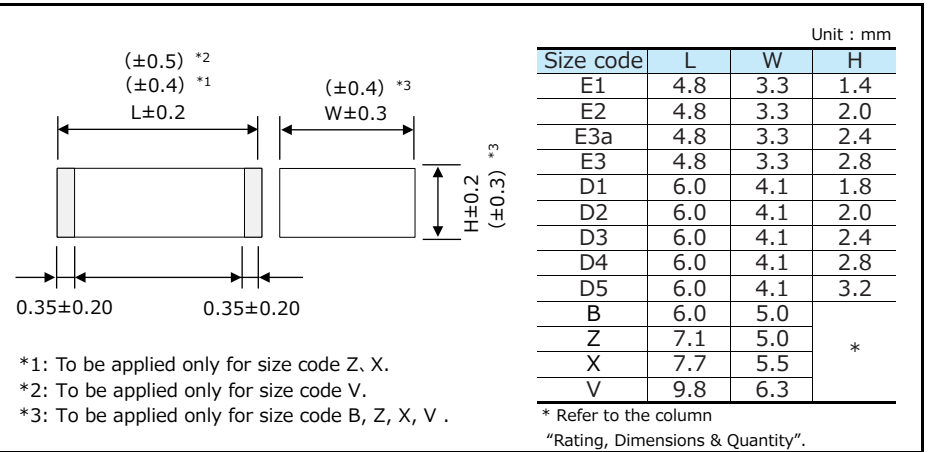 (±0.5) *2
(±0.4) *1
L±0.2
(±0.4) *3
W±0.3
H±0.2
(±0.3) *3
0.35±0.20
0.35±0.20
*1: To be applied only for size code Z、X.
*2: To be applied only for size code V.
*3: To be applied only for size code B, Z, X, V .
Unit : mm
Size code L W H
E1 4.8 3.3 1.4
E2 4.8 3.3 2.0
E3a 4.8 3.3 2.4
E3 4.8 3.3 2.8
D1 6.0 4.1 1.8
D2 6.0 4.1 2.0
D3 6.0 4.1 2.4
D4 6.0 4.1 2.8
D5 6.0 4.1 3.2
B 6.0 5.0
Z 7.1 5.0
*
X 7.7 5.5
V 9.8 6.3
* Refer to the column
“Rating, Dimensions & Quantity”.